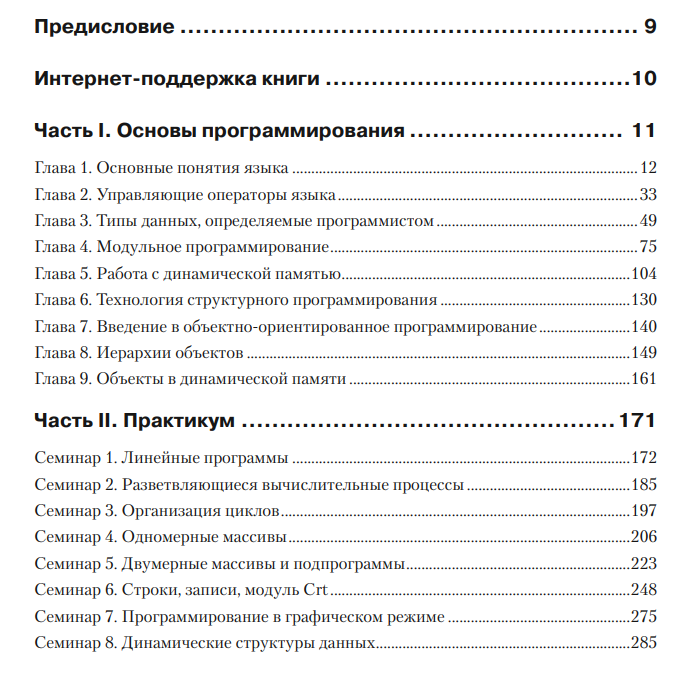 Предисловие ........................................................ 9
Интернет-поддержка книги ....................................10
Часть I. Основы программирования ........................... 11
Глава 1. Основные понятия языка ....................................................................12
Глава 2. Управляющие операторы языка...........................................................33
Глава 3. Типы данных, определяемые программистом .......................................49
Глава 4. Модульное программирование............................................................75
Глава 5. Работа с динамической памятью.........................................................104
Глава 6. Технология структурного программирования .....................................130
Глава 7. Введение в объектно-ориентированное программирование..................140
Глава 8. Иерархии объектов ............................................................................149
Глава 9. Объекты в динамической памяти .......................................................161
Часть II. Практикум ...............................................171
Семинар 1. Линейные программы ...................................................................172
Семинар 2. Разветвляющиеся вычислительные процессы ................................185
Семинар 3. Организация циклов.....................................................................197
Семинар 4. Одномерные массивы....................................................................206
Семинар 5. Двумерные массивы и подпрограммы............................................223
Семинар 6. Строки, записи, модуль Crt...........................................................248
Семинар 7. Программирование в графическом режиме ....................................275
Семинар 8. Динамические структуры данных..................................................285